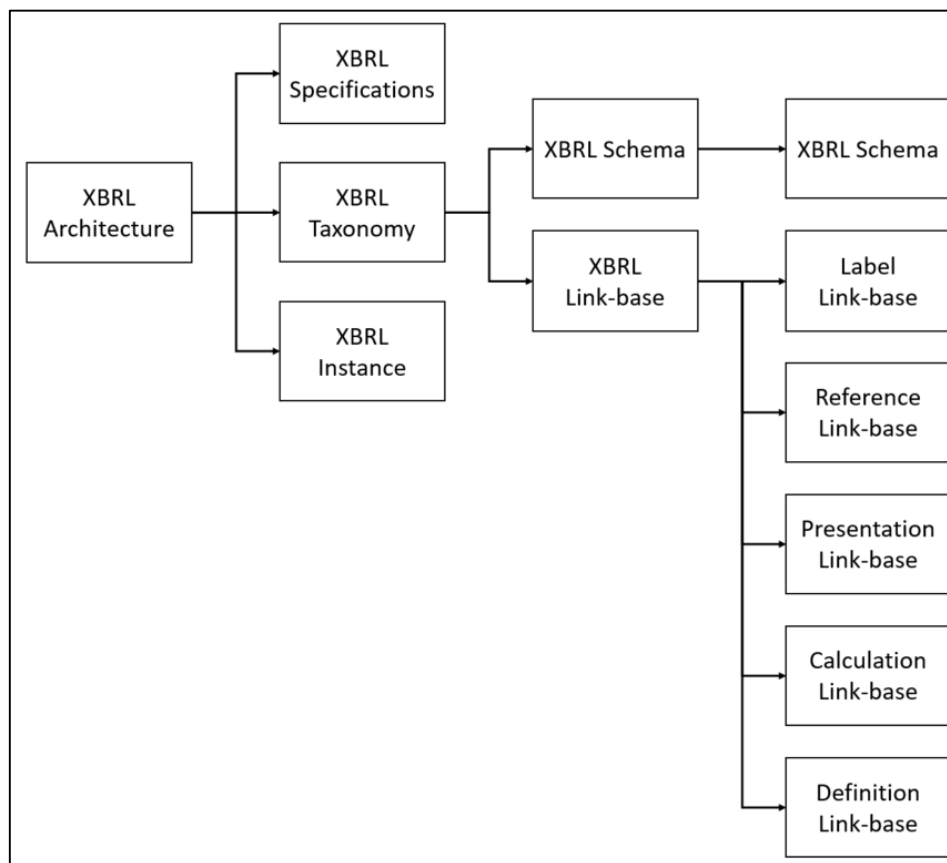 XBRL
Specifications
XBRL
Architecture
XBRL
Taxonomy
XBRL
Instance
XBRL Schema
XBRL
Link-base
XBRL Schema
Label
Link-base
Reference
Link-base
Presentation
Link-base
Calculation
Link-base
Definition
Link-base